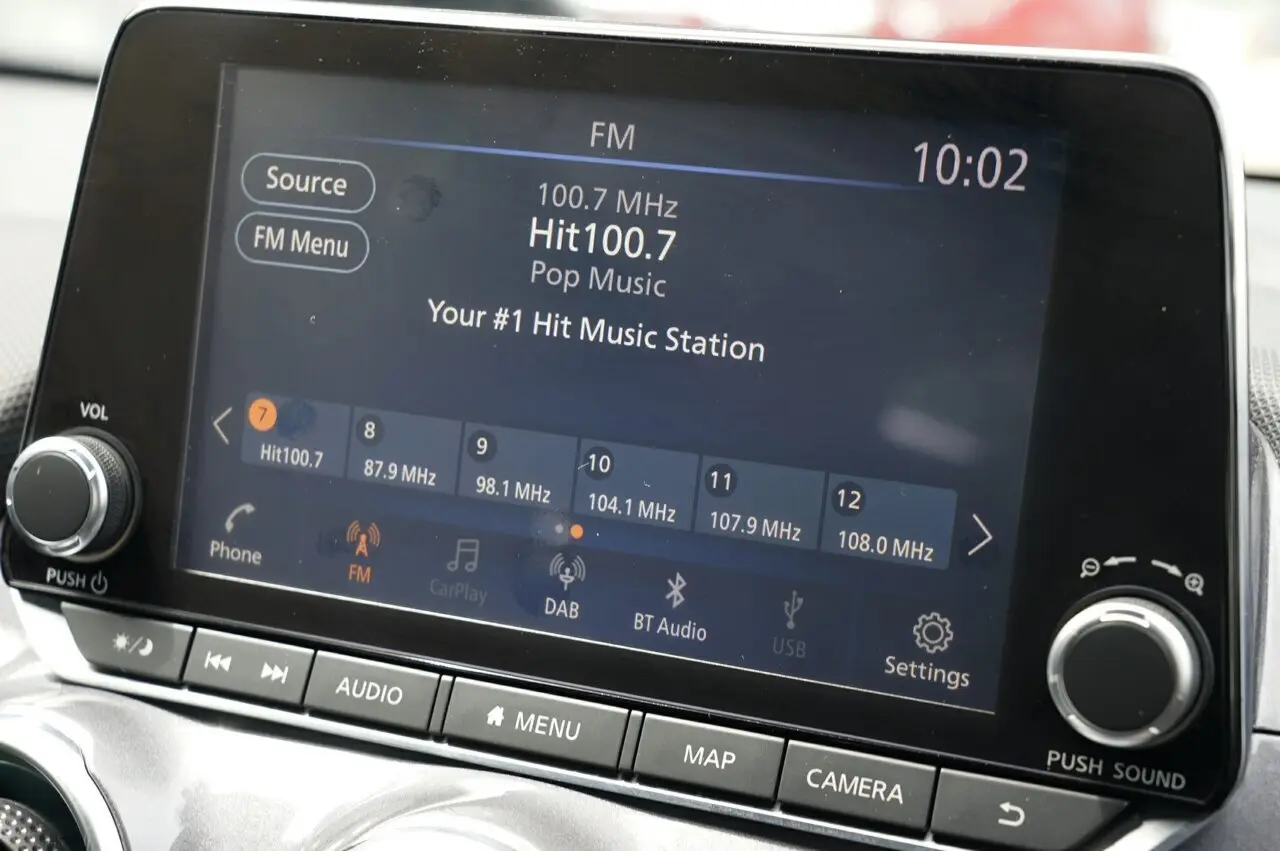 FM
10:02
Source
FM Menu
100.7 MHz
Hit100.7
Pop Music
Your #1 Hit Music Station
7
Hit100.7
8
87.9 MHz
9
98.1 MHz
10
104.1 MHz
11
107.9 MHz
12
108.0 MHz
Phone
FM
CarPlay
DAB
BT Audio
USB
Settings
VOL
PUSH
AUDIO
MENU
MAP
CAMERA
PUSH SOUND